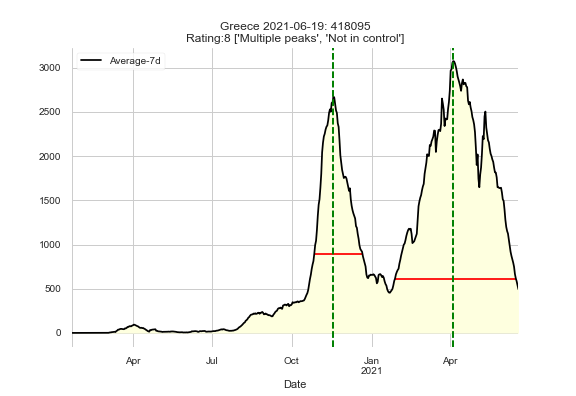 Greece 2021-06-19: 418095
Rating:8 ['Multiple peaks', 'Not in control']
Average-7d
3000
2500
2000
1500
1000
500
0
Apr Jul Oct Jan Apr
2021
Date